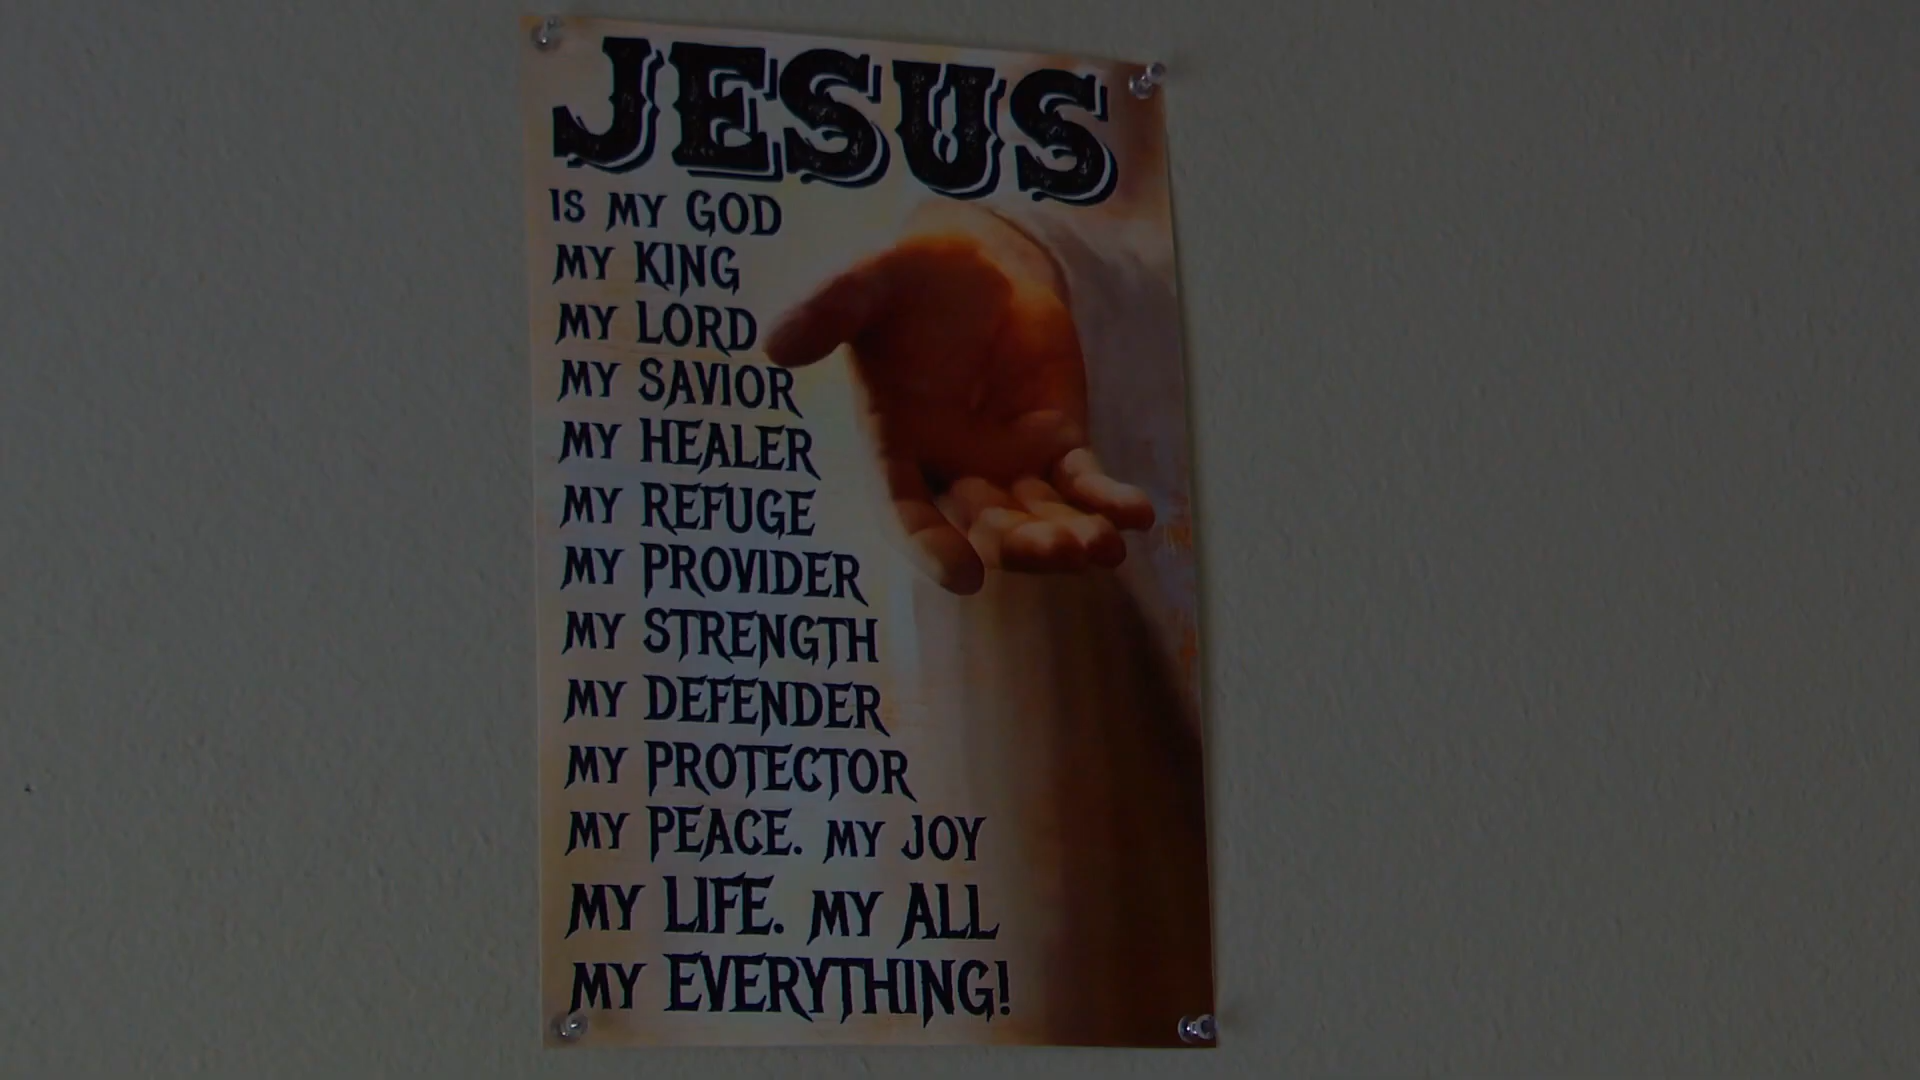 JESUS
IS MY GOD
MY KING
MY LORD
MY SAVIOR
MY HEALER
MY REFUGE
MY PROVIDER
MY STRENGTH
MY DEFENDER
MY PROTECTOR
MY PEACE. MY JOY
MY LIFE. MY ALL
MY EVERYTHING!